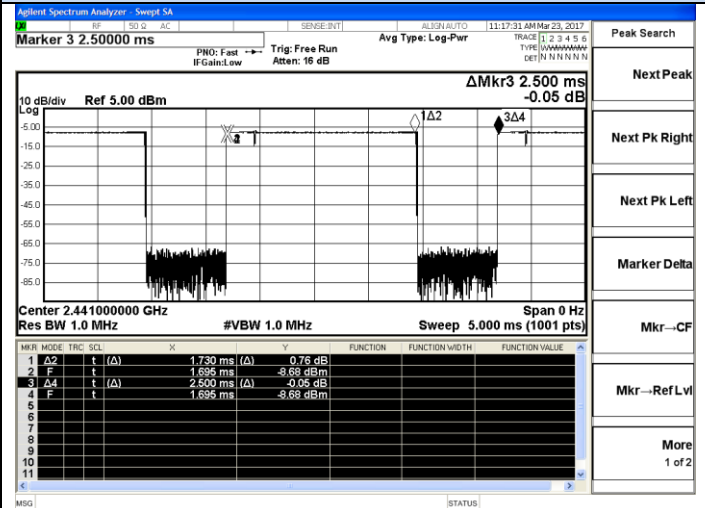 Agilent Spectrum Analyzer - Swept SA
RF 50 Ω AC SENSE:INT ALIGN AUTO 11:17:31 AM Mar 23, 2017
Marker 3 2.50000 ms
PNO: Fast Trig: Free Run Avg Type: Log-Pwr TRACE 1 2 3 4 5 6
TYPE WWWWWW
IFGain:Low Atten: 16 dB DET N N N N N N
Peak Search
ΔMkr3 2.500 ms
-0.05 dB
10 dB/div Ref 5.00 dBm
Log
1Δ2 3Δ4
-5.00
-15.0
-25.0
-35.0
-45.0
-55.0
-65.0
-75.0
-85.0
Center 2.441000000 GHz Span 0 Hz
Res BW 1.0 MHz #VBW 1.0 MHz Sweep 5.000 ms (1001 pts)
MKR MODE TRC SCL X Y FUNCTION FUNCTION WIDTH FUNCTION VALUE
1 Δ2 t (Δ) 1.730 ms (Δ) 0.76 dB
2 F t 1.695 ms -8.68 dBm
3 Δ4 t (Δ) 2.500 ms (Δ) -0.05 dB
4 F t 1.695 ms -8.68 dBm
5
6
7
8
9
10
11
MSG STATUS
Next Peak
Next Pk Right
Next Pk Left
Marker Delta
Mkr→CF
Mkr→Ref Lvl
More
1 of 2